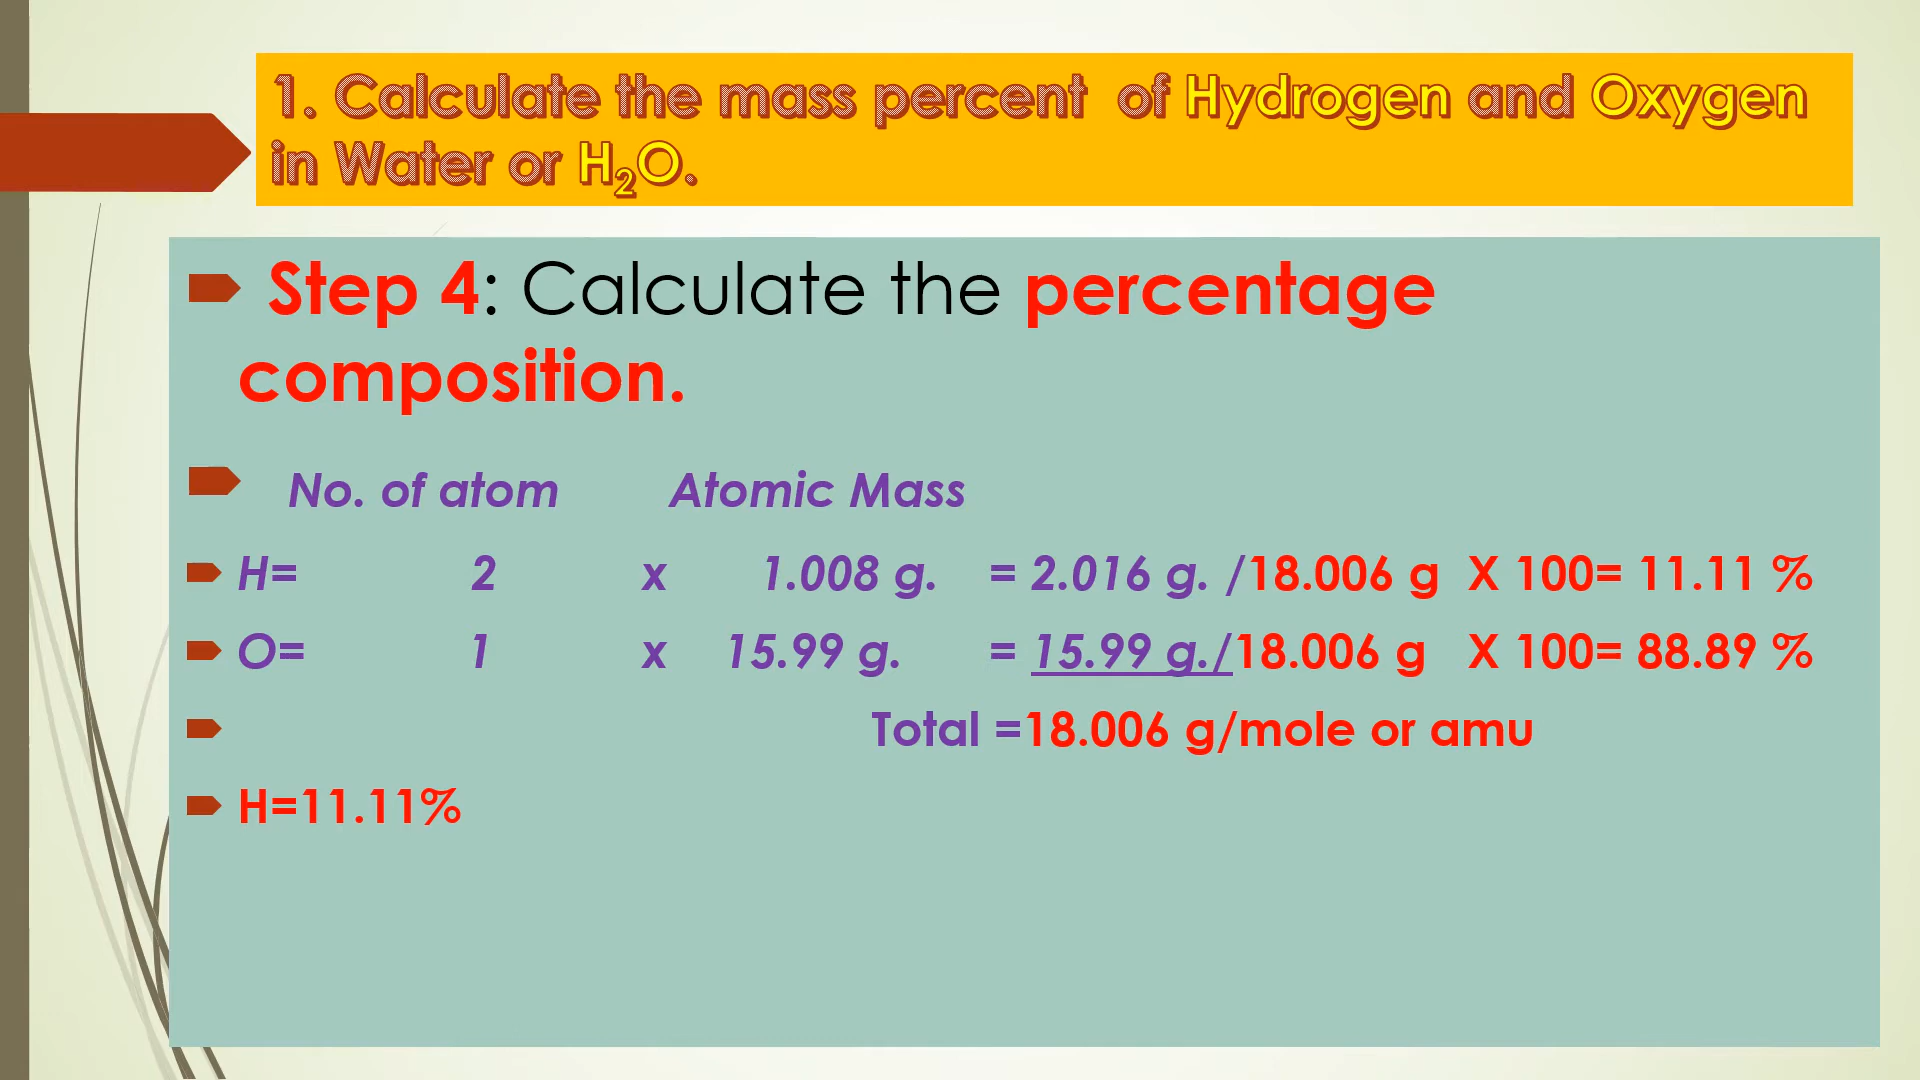 1. Calculate the mass percent of Hydrogen and Oxygen
in Water or H₂O.
Step 4: Calculate the percentage
composition.
No. of atom Atomic Mass
H= 2 x 1.008 g. = 2.016 g. /18.006 g X 100= 11.11 %
O= 1 x 15.99 g. = 15.99 g./18.006 g X 100= 88.89 %
Total =18.006 g/mole or amu
H=11.11%